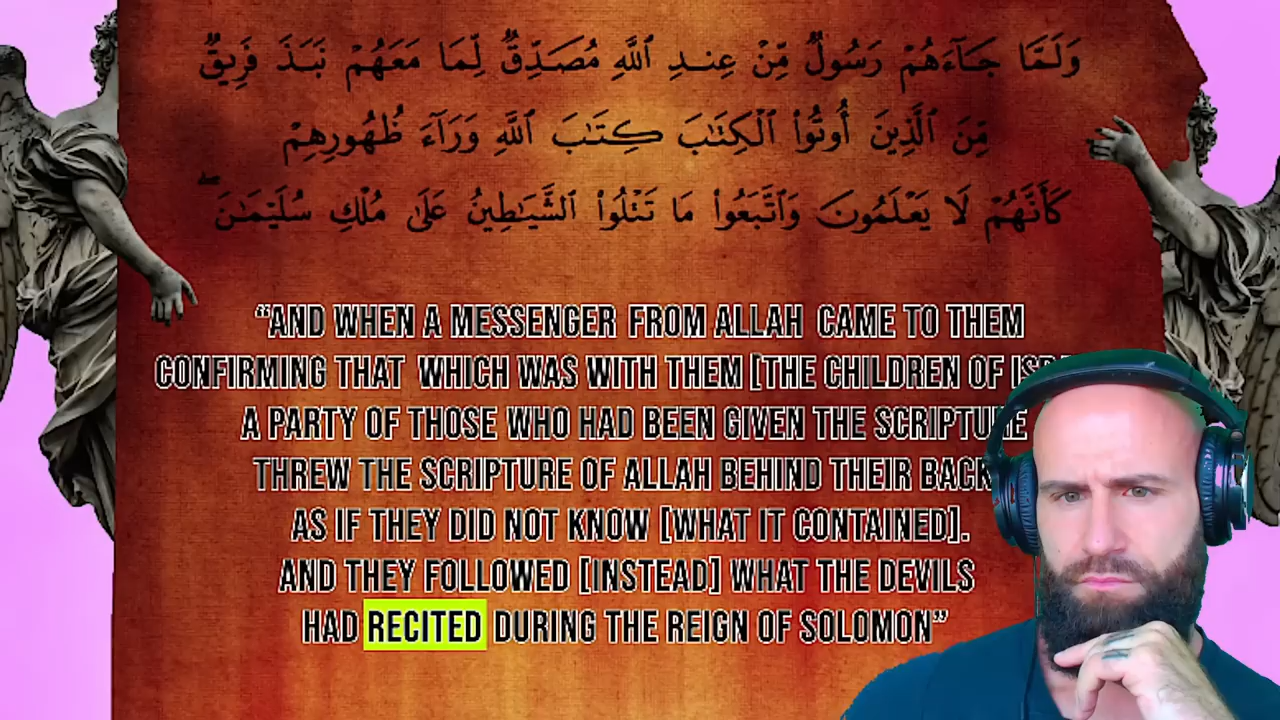 وَلَمَّا جَآءَهُمْ رَسُولٌ مِّنْ عِندِ ٱللَّهِ مُصَدِّقٌ لِّمَا مَعَهُمْ نَبَذَ فَرِيقٌ
مِّنَ ٱلَّذِينَ أُوتُوا۟ ٱلْكِتَٰبَ كِتَٰبَ ٱللَّهِ وَرَآءَ ظُهُورِهِمْ
كَأَنَّهُمْ لَا يَعْلَمُونَ وَٱتَّبَعُوا۟ مَا تَتْلُوا۟ ٱلشَّيَٰطِينُ عَلَىٰ مُلْكِ سُلَيْمَٰنَ ۖ
“AND WHEN A MESSENGER FROM ALLAH CAME TO THEM
CONFIRMING THAT WHICH WAS WITH THEM [THE CHILDREN OF
A PARTY OF THOSE WHO HAD BEEN GIVEN THE SCRIPTURE
THREW THE SCRIPTURE OF ALLAH BEHIND THEIR
AS IF THEY DID NOT KNOW [WHAT IT CONTAINED].
AND THEY FOLLOWED [INSTEAD] WHAT THE DEVILS
HAD RECITED DURING THE REIGN OF SOLOMON”